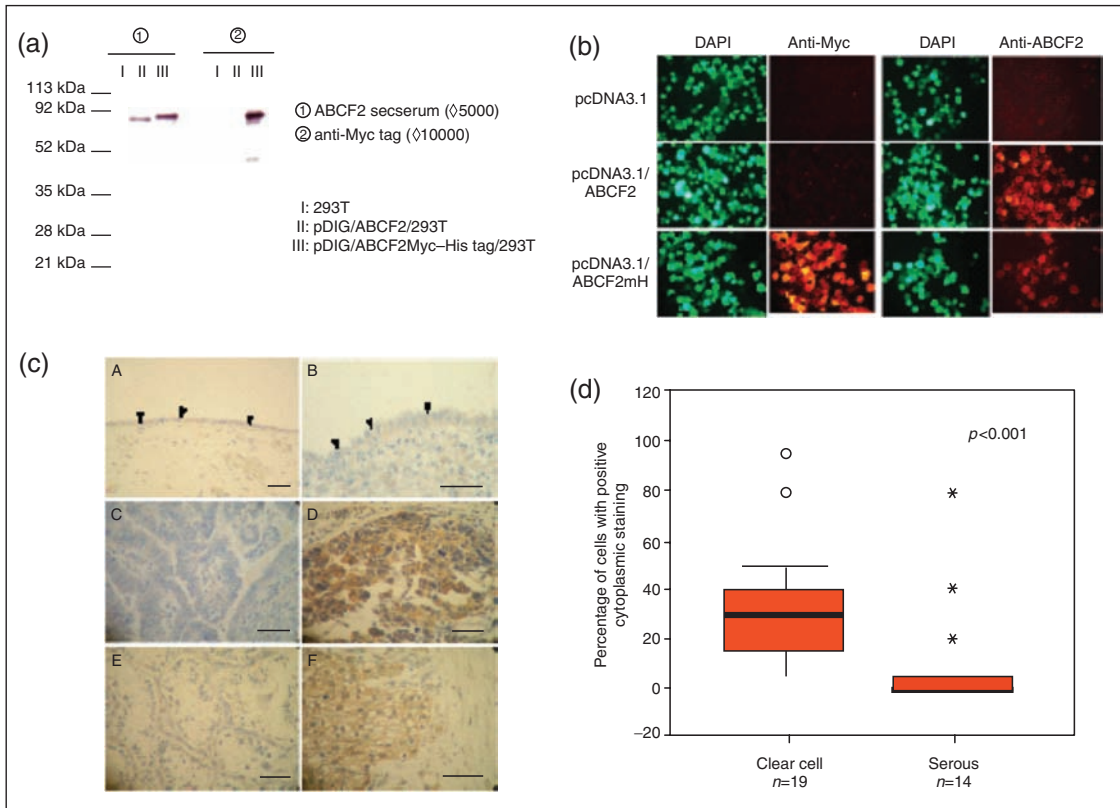 (a)
① ②
I II III I II III
113 kDa
92 kDa
52 kDa
35 kDa
28 kDa
21 kDa
① ABCF2 secserum (◊5000)
② anti-Myc tag (◊10000)
I: 293T
II: pDIG/ABCF2/293T
III: pDIG/ABCF2Myc–His tag/293T
(b)
DAPI Anti-Myc DAPI Anti-ABCF2
pcDNA3.1
pcDNA3.1/
ABCF2
pcDNA3.1/
ABCF2mH
(c)
A B
C D
E F
(d)
Percentage of cells with positive
cytoplasmic staining
120
100
80
60
40
20
0
–20
p<0.001
Clear cell
n=19
Serous
n=14